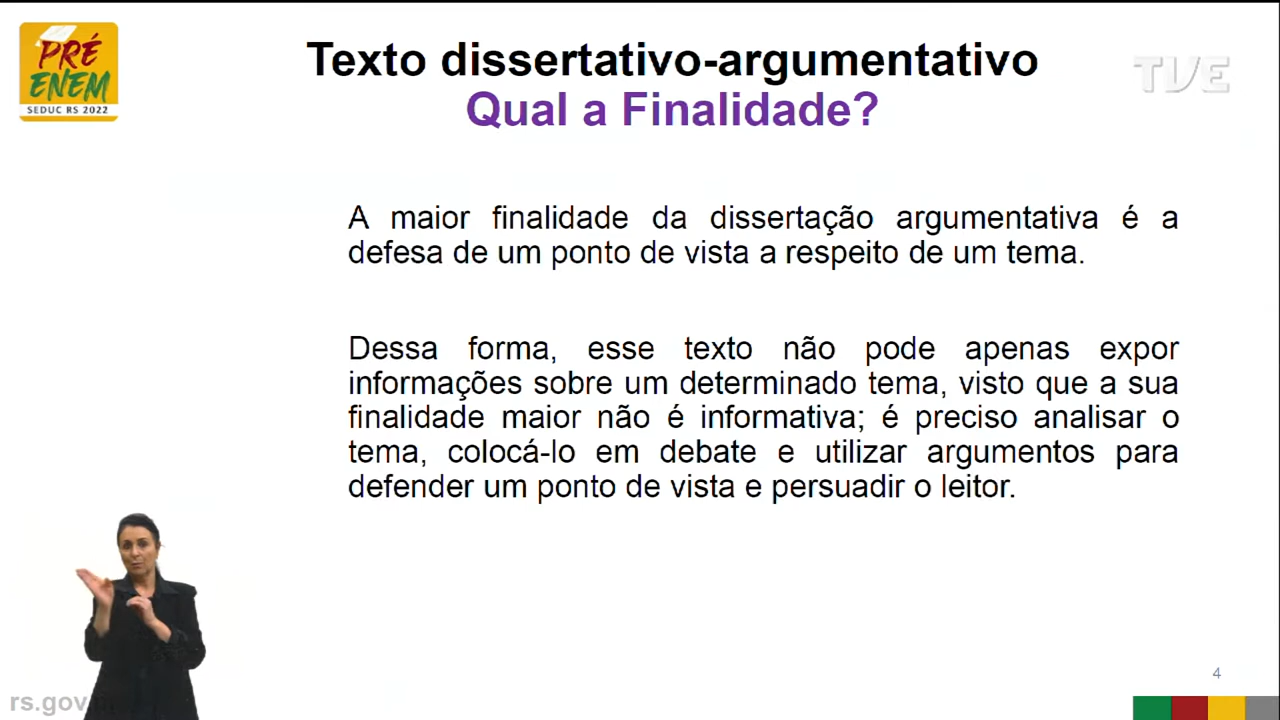 PRÉ
ENEM
SEDUC RS 2022
Texto dissertativo-argumentativo
TVE
Qual a Finalidade?
A maior finalidade da dissertação argumentativa é a
defesa de um ponto de vista a respeito de um tema.
Dessa forma, esse texto não pode apenas expor
informações sobre um determinado tema, visto que a sua
finalidade maior não é informativa; é preciso analisar o
tema, colocá-lo em debate e utilizar argumentos para
defender um ponto de vista e persuadir o leitor.
4
rs.gov.